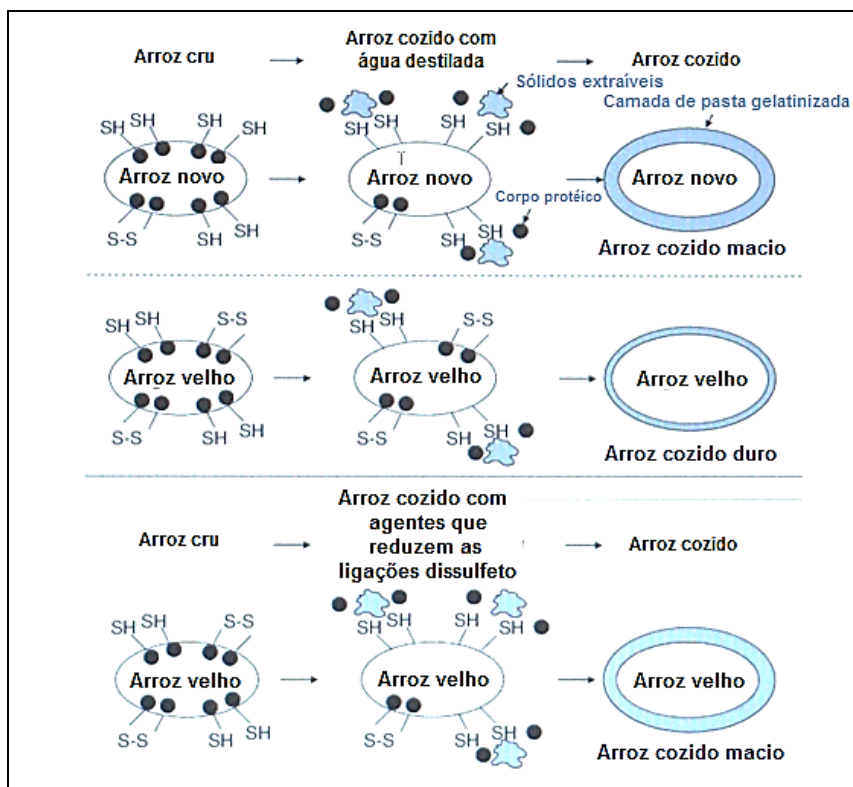 Arroz cru
Arroz cozido com
água destilada
Arroz cozido
Sólidos extraíveis
Camada de pasta gelatinizada
SH SH SH SH
SH SH SH SH
Arroz novo
Arroz novo
Arroz novo
Corpo protéico
S-S SH SH
S-S SH SH
Arroz cozido macio
SH SH S-S
SH SH S-S
Arroz velho
Arroz velho
Arroz velho
S-S SH SH
S-S SH SH
Arroz cozido duro
Arroz cru
Arroz cozido com
agentes que
reduzem as
ligações dissulfeto
Arroz cozido
SH SH S-S
SH SH SH SH
Arroz velho
Arroz velho
Arroz velho
S-S SH SH
S-S SH SH
Arroz cozido macio